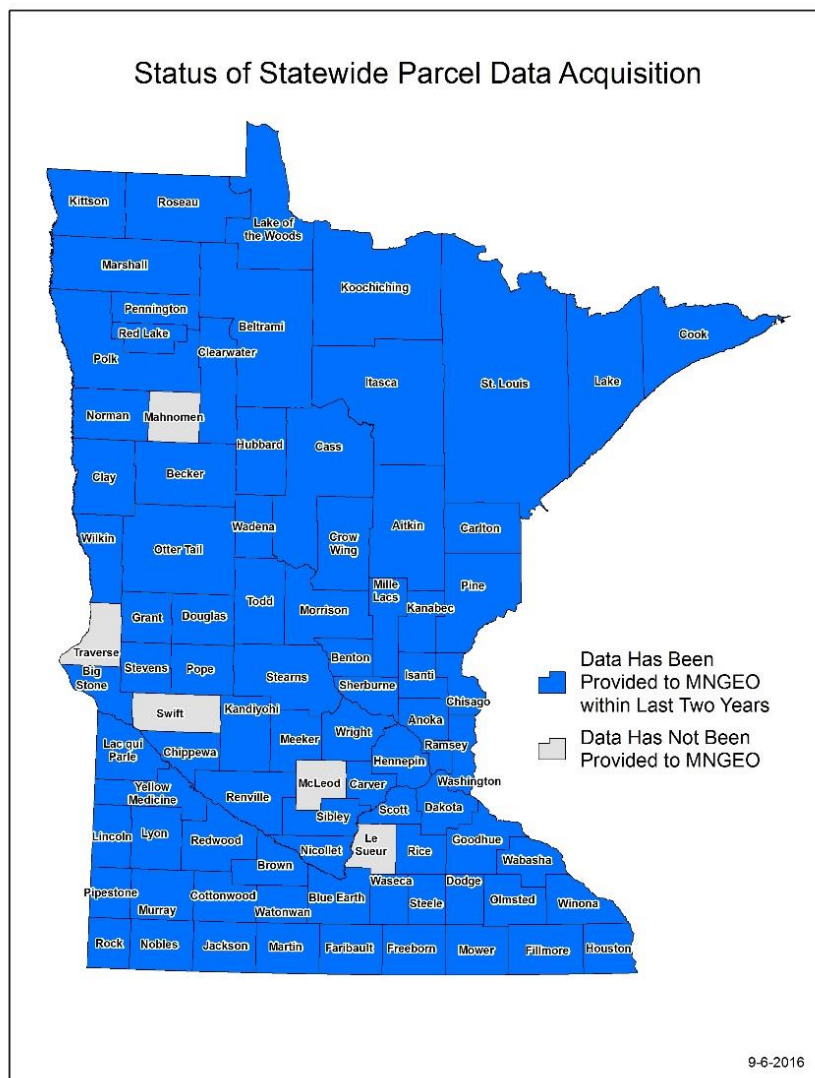 Status of Statewide Parcel Data Acquisition
Kittson
Roseau
Lake of
the Woods
Marshall
Koochiching
Pennington
Red Lake
Beltrami
Cook
Polk
Clearwater
Itasca
St. Louis
Lake
Norman
Mahnomen
Hubbard
Cass
Clay
Becker
Wadena
Aitkin
Carlton
Wilkin
Otter Tail
Crow
Wing
Pine
Mille
Lacs
Todd
Morrison
Kanabec
Grant
Douglas
Traverse
Benton
Big
Stone
Stevens
Pope
Stearns
Isanti
Sherburne
Chisago
Swift
Kandiyohi
Anoka
Meeker
Wright
Ramsey
Lac qui
Parle
Chippewa
Hennepin
Washington
McLeod
Carver
Yellow
Medicine
Renville
Scott
Dakota
Sibley
Lincoln
Lyon
Redwood
Nicollet
Le
Sueur
Rice
Goodhue
Wabasha
Brown
Waseca
Dodge
Pipestone
Murray
Cottonwood
Watonwan
Blue Earth
Steele
Olmsted
Winona
Rock
Nobles
Jackson
Martin
Faribault
Freeborn
Mower
Fillmore
Houston
Data Has Been
Provided to MNGEO
within Last Two Years
Data Has Not Been
Provided to MNGEO
9-6-2016